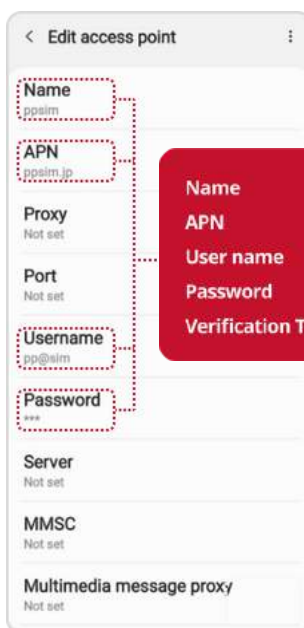 < Edit access point
Name
ppsim
APN
ppsim.jp
Proxy
Not set
Port
Not set
Username
pp@sim
Password
***
Server
Not set
MMSC
Not set
Multimedia message proxy
Not set
Name
APN
User name
Password
Verification T